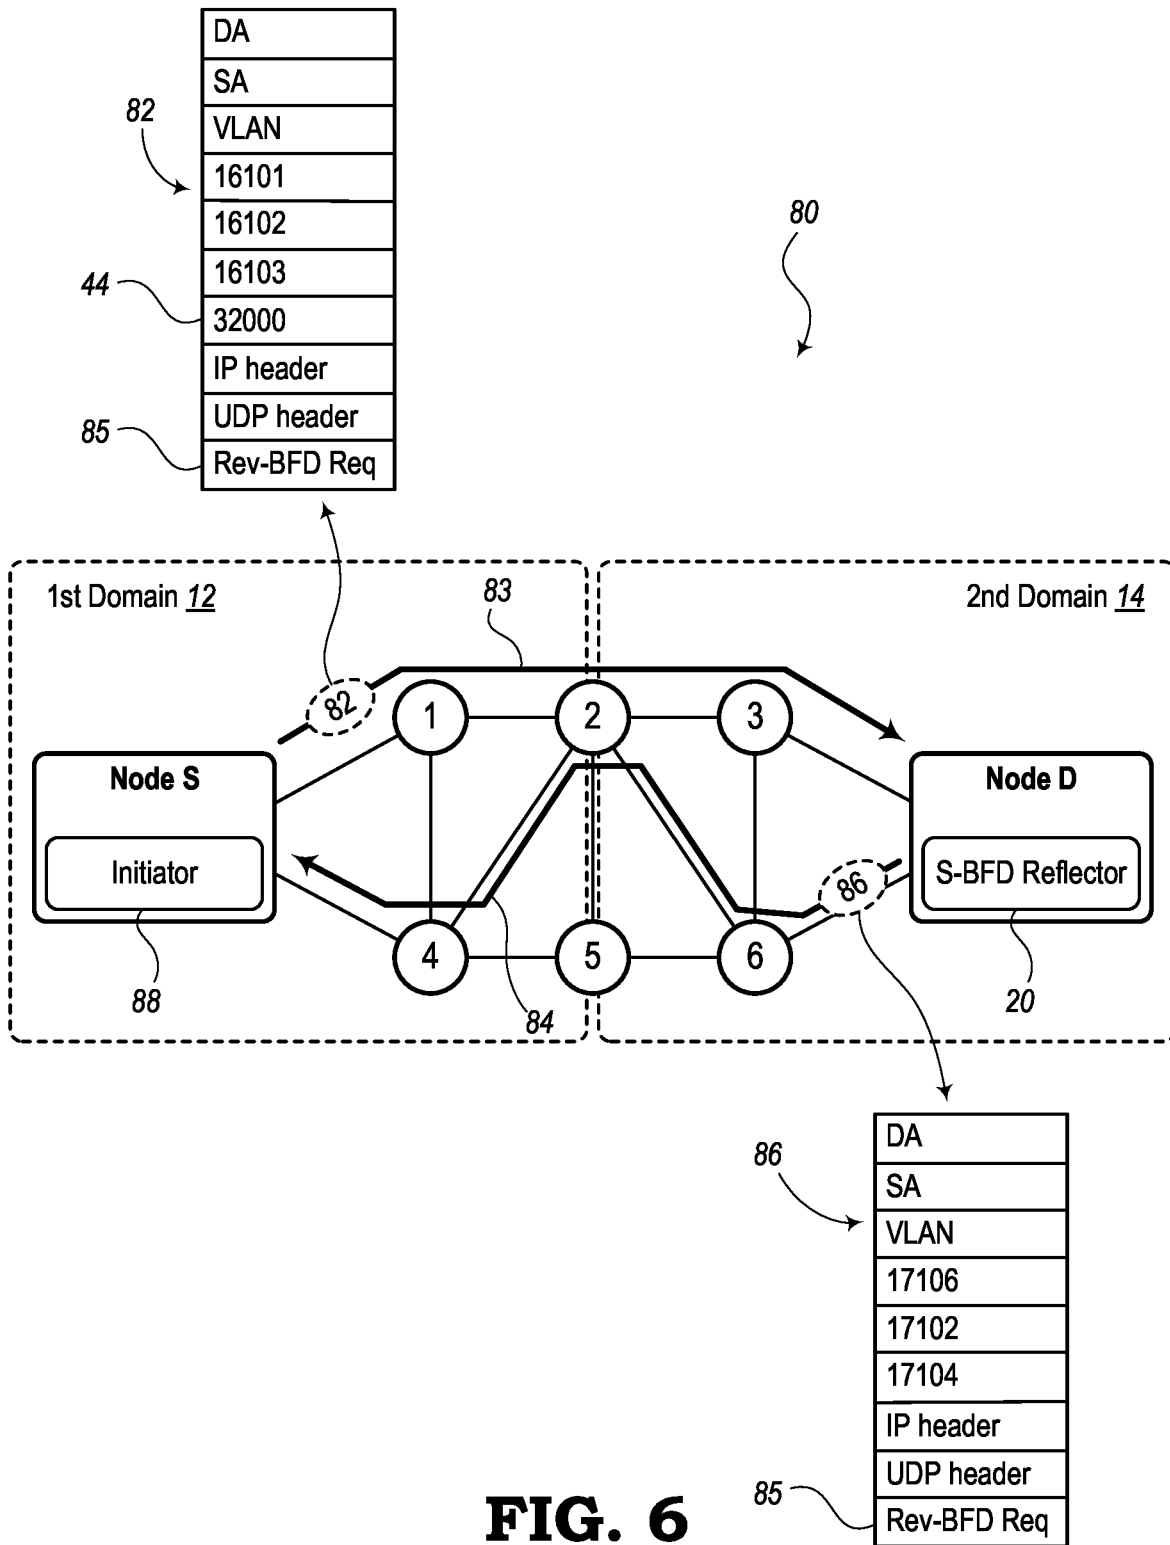 DA
SA
82
VLAN
16101
16102
80
16103
44
32000
IP header
UDP header
85
Rev-BFD Req
1st Domain 12
83
2nd Domain 14
82
1
2
3
Node S
Node D
Initiator
86
S-BFD Reflector
4
5
6
88
84
20
DA
86
SA
VLAN
17106
17102
17104
IP header
UDP header
85
Rev-BFD Req
FIG. 6